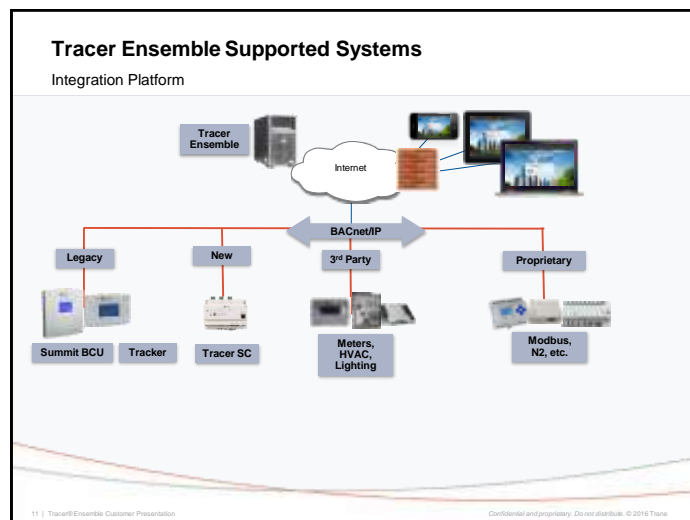 Tracer Ensemble Supported Systems
Integration Platform
Tracer
Ensemble
Internet
BACnet/IP
Legacy
New
3rd Party
Proprietary
Summit BCU
Tracker
Tracer SC
Meters,
HVAC,
Lighting
Modbus,
N2, etc.
11 | Tracer® Ensemble Customer Presentation
Confidential and proprietary. Do not distribute. © 2016 Trane